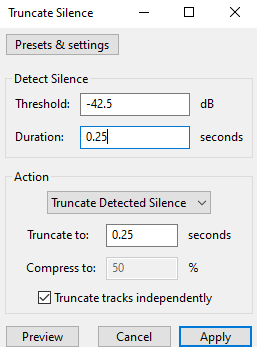 Truncate Silence
Presets & settings
Detect Silence
Threshold: -42.5 dB
Duration: 0.25 seconds
Action
Truncate Detected Silence
Truncate to: 0.25 seconds
Compress to: 50 %
Truncate tracks independently
Preview Cancel Apply